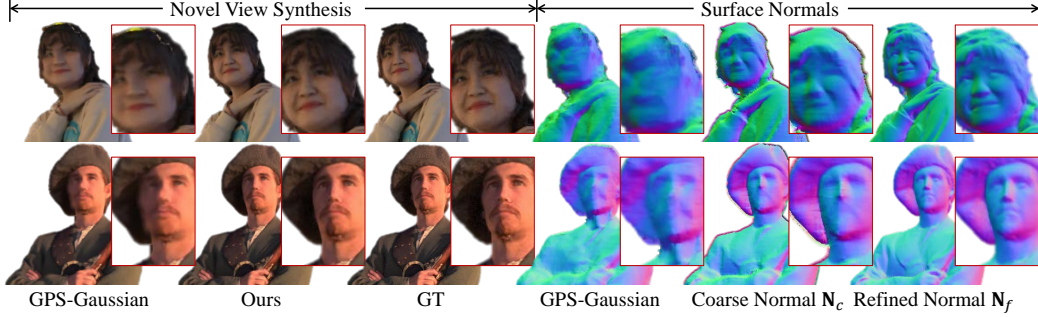 Novel View Synthesis
Surface Normals
GPS-Gaussian
Ours
GT
GPS-Gaussian
Coarse Normal N_c
Refined Normal N_f